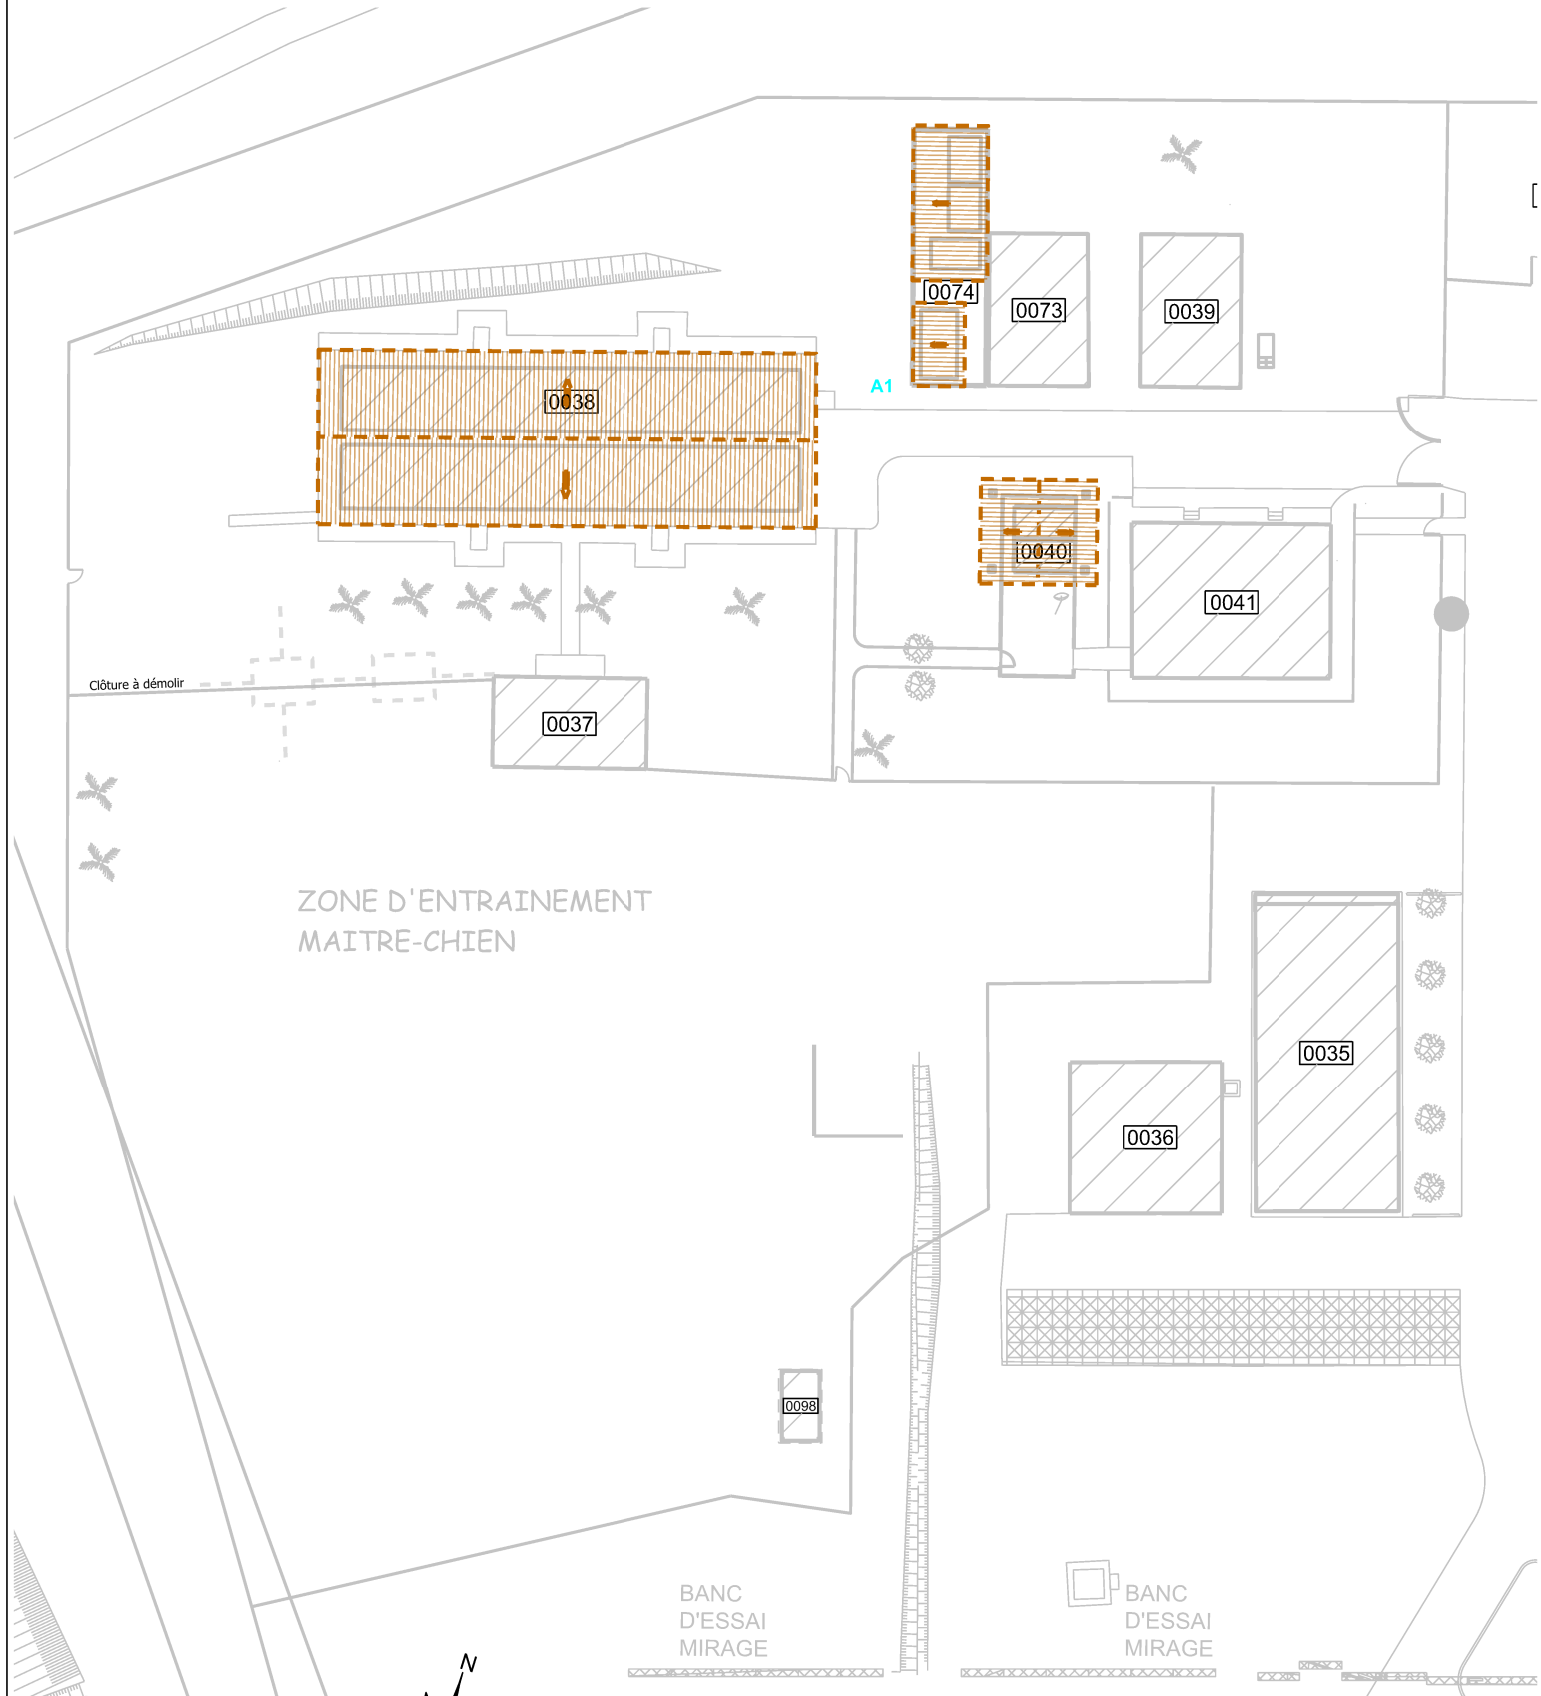 0074
0073
0039
A1
0038
0040
0041
Clôture à démolir
0037
ZONE D'ENTRAINEMENT
MAITRE-CHIEN
0035
0036
0098
BANC
D'ESSAI
MIRAGE
BANC
D'ESSAI
MIRAGE
N